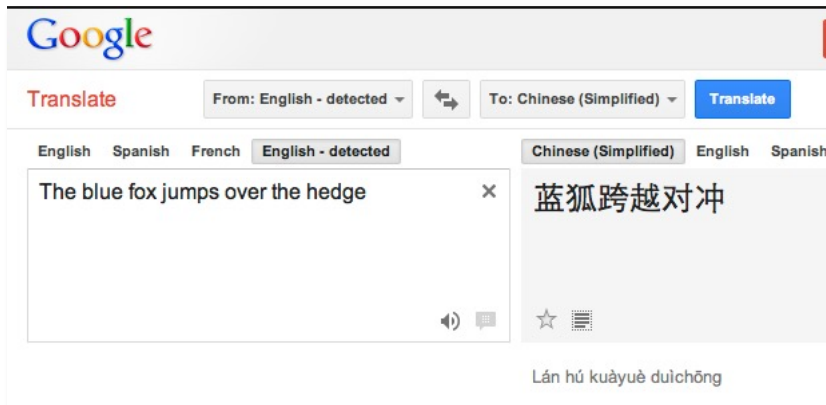 Google
Translate From: English - detected To: Chinese (Simplified) Translate
English Spanish French English - detected Chinese (Simplified) English Spanish
The blue fox jumps over the hedge
蓝狐跨越对冲
Lán hú kuàyuè duìchōng